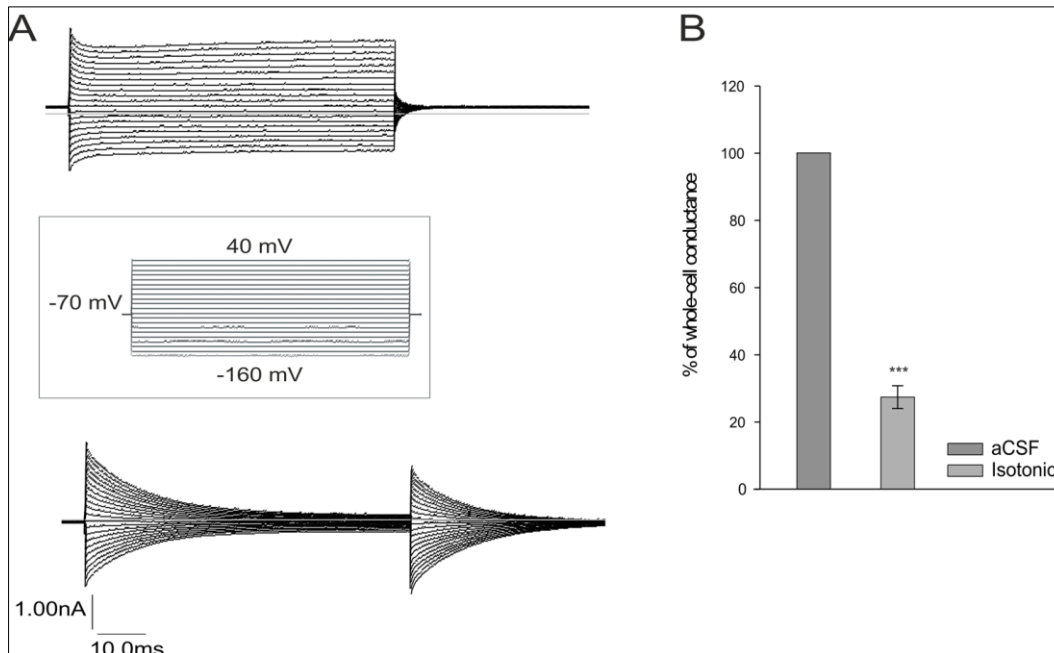 A
40 mV
-70 mV
-160 mV
1.00nA
10.0ms
B
% of whole-cell conductance
120
100
80
60
40
20
0
***
aCSF
Isotonic